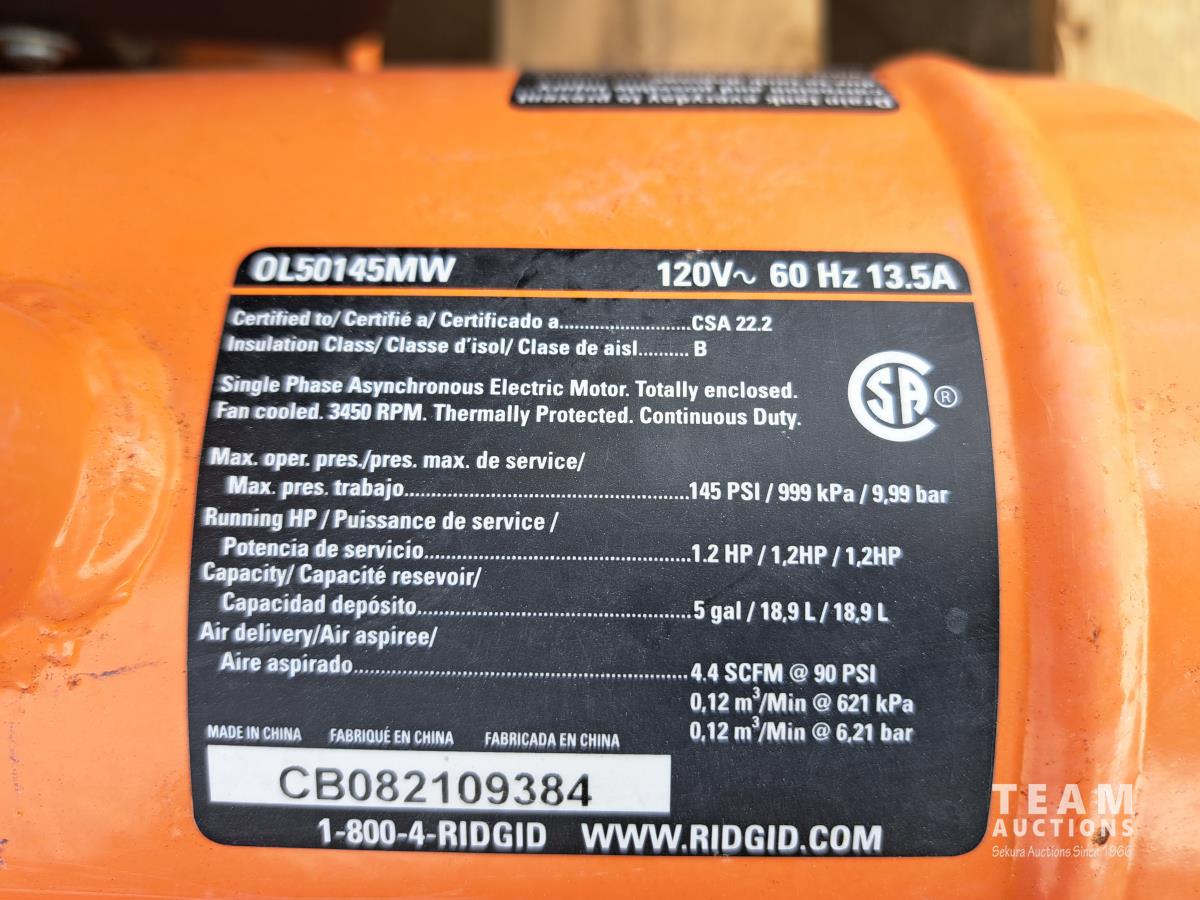 Drain tank everyday to prevent
OL50145MW 120V~ 60 Hz 13.5A
Certified to/ Certifié a/ Certificado a......................CSA 22.2
Insulation Class/ Classe d'isol/ Clase de aisl.......... B
Single Phase Asynchronous Electric Motor. Totally enclosed.
Fan cooled. 3450 RPM. Thermally Protected. Continuous Duty.
CSA ®
Max. oper. pres./pres. max. de service/
Max. pres. trabajo......................................................145 PSI / 999 kPa / 9,99 bar
Running HP / Puissance de service /
Potencia de servicio...................................................1.2 HP / 1,2HP / 1,2HP
Capacity/ Capacité resevoir/
Capacidad depósito....................................................5 gal / 18,9 L / 18,9 L
Air delivery/Air aspiree/
Aire aspirado...............................................................4.4 SCFM @ 90 PSI
0,12 m³/Min @ 621 kPa
0,12 m³/Min @ 6,21 bar
MADE IN CHINA FABRIQUÉ EN CHINA FABRICADA EN CHINA
CB082109384
1-800-4-RIDGID WWW.RIDGID.COM
TEAM
AUCTIONS
Sekura Auctions Since 1966